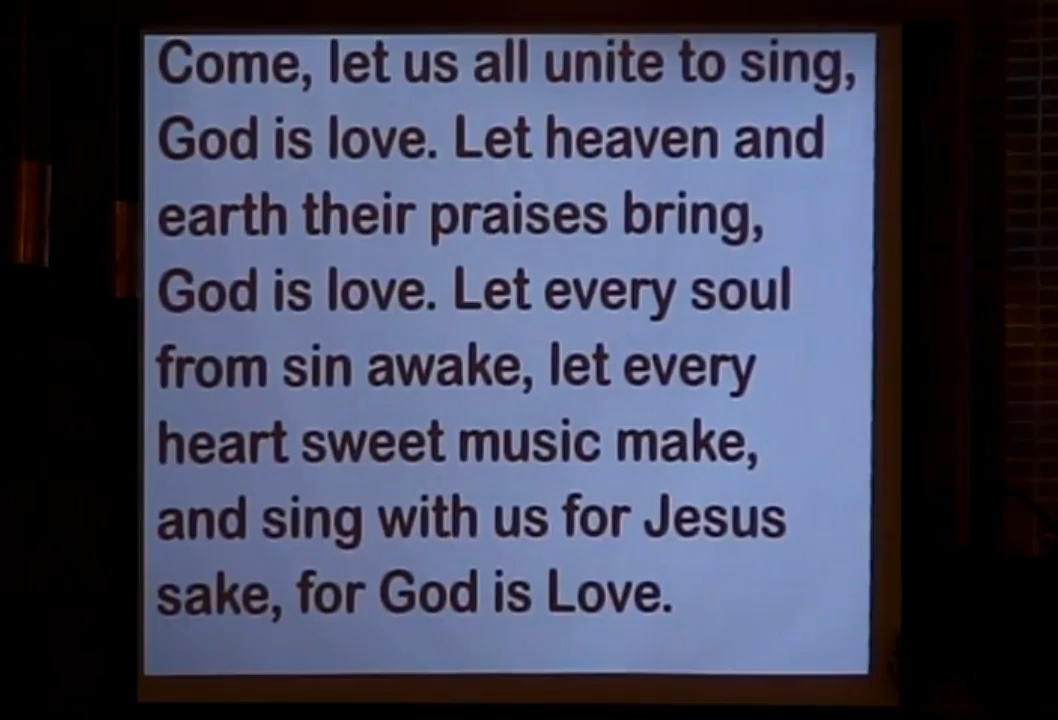 Come, let us all unite to sing,
God is love. Let heaven and
earth their praises bring,
God is love. Let every soul
from sin awake, let every
heart sweet music make,
and sing with us for Jesus
sake, for God is Love.